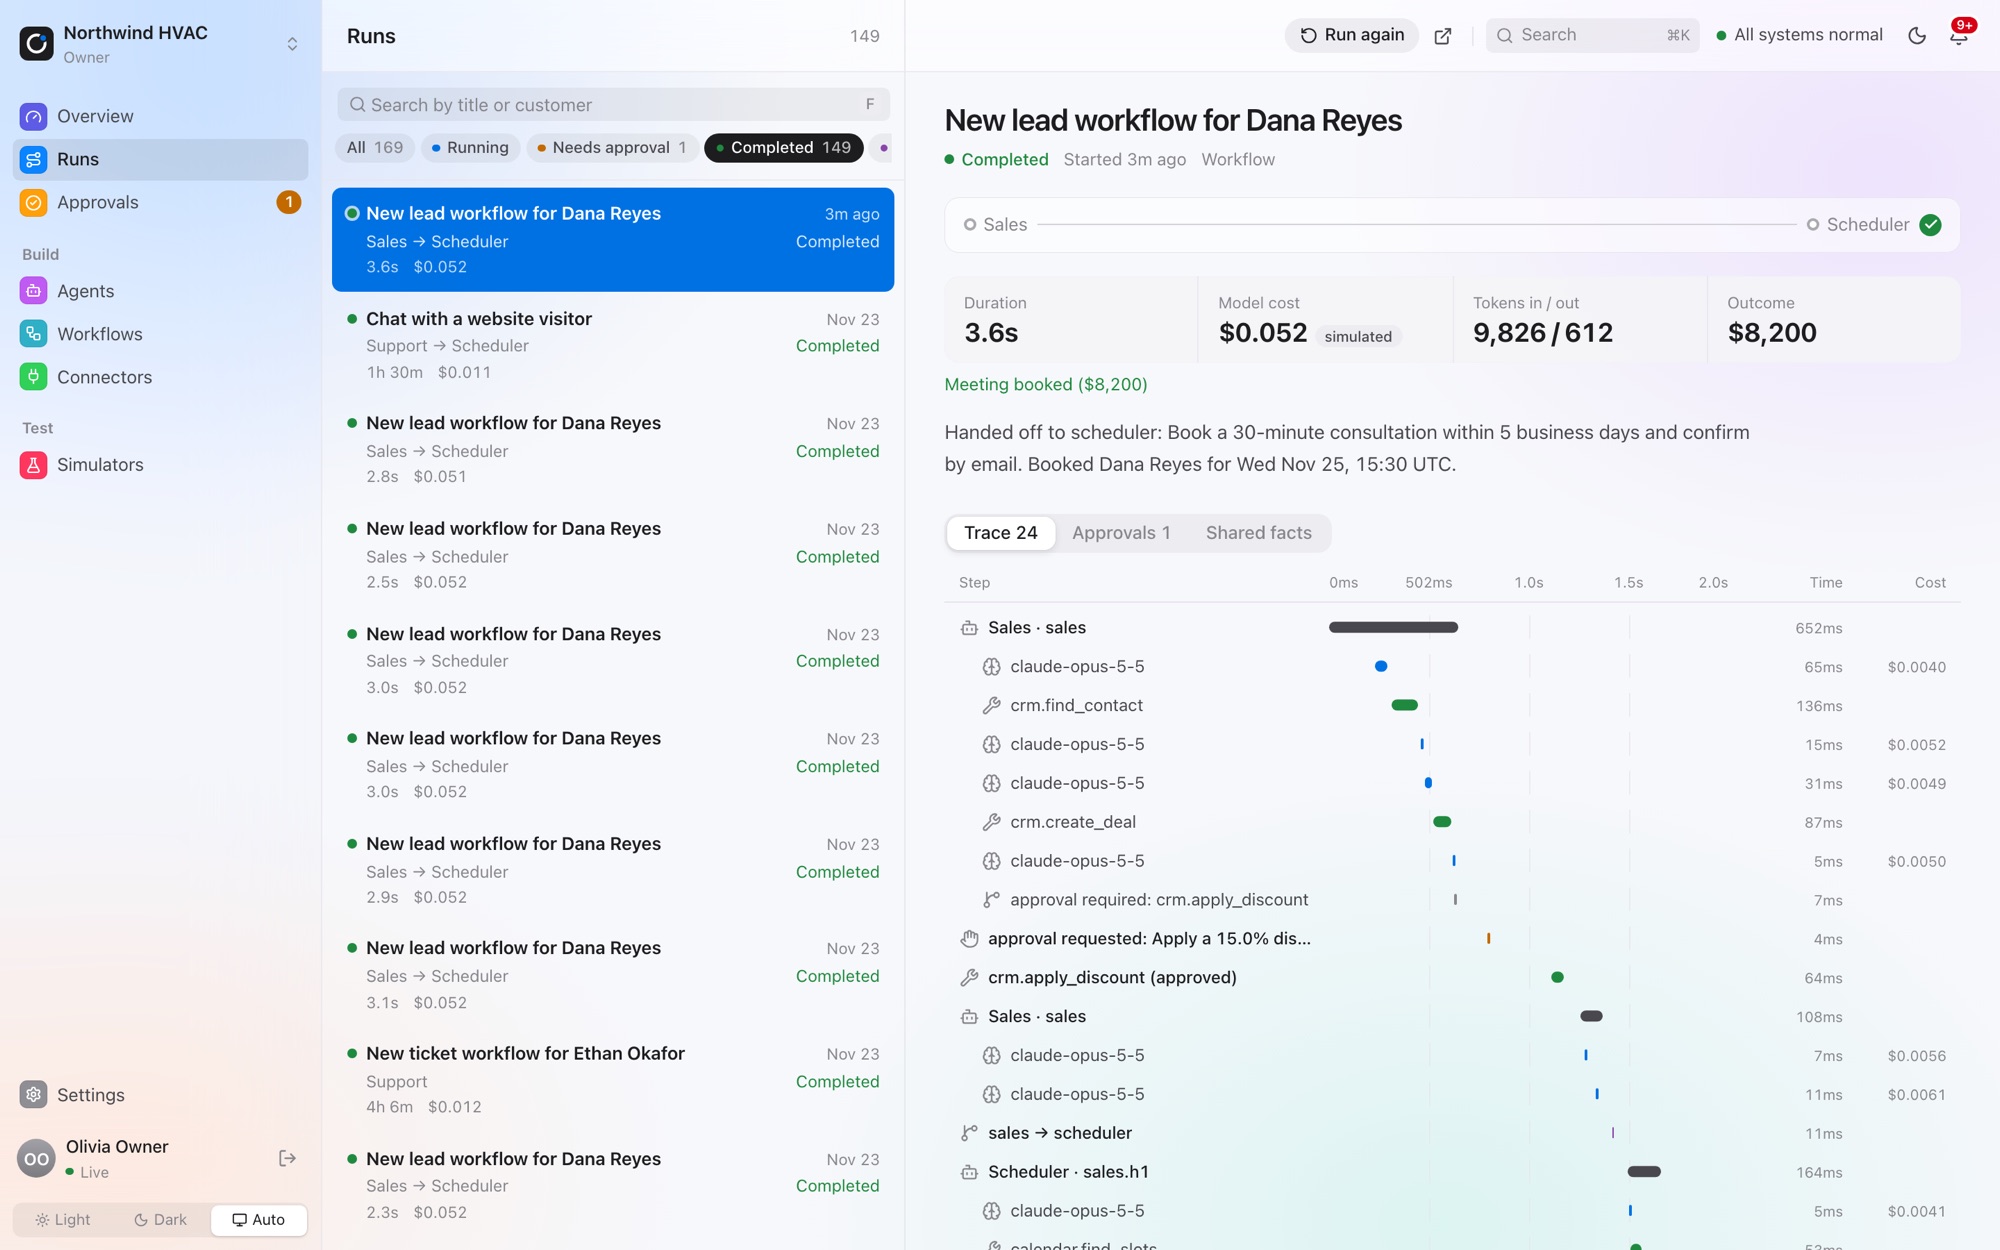 Northwind HVAC
Owner
Overview
Runs
Approvals
1
Build
Agents
Workflows
Connectors
Test
Simulators
Settings
OO
Olivia Owner
Live
Light
Dark
Auto
Runs
149
Search by title or customer
F
All 169
Running
Needs approval 1
Completed 149
New lead workflow for Dana Reyes
3m ago
Sales → Scheduler
Completed
3.6s $0.052
Chat with a website visitor
Nov 23
Support → Scheduler
Completed
1h 30m $0.011
New lead workflow for Dana Reyes
Nov 23
Sales → Scheduler
Completed
2.8s $0.051
New lead workflow for Dana Reyes
Nov 23
Sales → Scheduler
Completed
2.5s $0.052
New lead workflow for Dana Reyes
Nov 23
Sales → Scheduler
Completed
3.0s $0.052
New lead workflow for Dana Reyes
Nov 23
Sales → Scheduler
Completed
3.0s $0.052
New lead workflow for Dana Reyes
Nov 23
Sales → Scheduler
Completed
2.9s $0.052
New lead workflow for Dana Reyes
Nov 23
Sales → Scheduler
Completed
3.1s $0.052
New ticket workflow for Ethan Okafor
Nov 23
Support
Completed
4h 6m $0.012
New lead workflow for Dana Reyes
Nov 23
Sales → Scheduler
Completed
2.3s $0.052
Run again
Search
⌘K
All systems normal
9+
New lead workflow for Dana Reyes
Completed Started 3m ago Workflow
Sales
Scheduler
Duration
3.6s
Model cost
$0.052 simulated
Tokens in / out
9,826 / 612
Outcome
$8,200
Meeting booked ($8,200)
Handed off to scheduler: Book a 30-minute consultation within 5 business days and confirm
by email. Booked Dana Reyes for Wed Nov 25, 15:30 UTC.
Trace 24
Approvals 1
Shared facts
Step 0ms 502ms 1.0s 1.5s 2.0s Time Cost
Sales · sales 652ms
claude-opus-5-5 65ms $0.0040
crm.find_contact 136ms
claude-opus-5-5 15ms $0.0052
claude-opus-5-5 31ms $0.0049
crm.create_deal 87ms
claude-opus-5-5 5ms $0.0050
approval required: crm.apply_discount 7ms
approval requested: Apply a 15.0% dis... 4ms
crm.apply_discount (approved) 64ms
Sales · sales 108ms
claude-opus-5-5 7ms $0.0056
claude-opus-5-5 11ms $0.0061
sales → scheduler 11ms
Scheduler · sales.h1 164ms
claude-opus-5-5 5ms $0.0041
calendar.find_slots 53ms